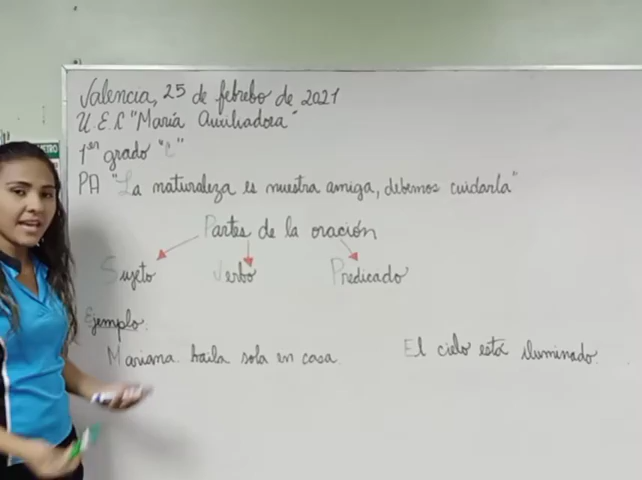 Valencia, 25 de febrebo de 2021
U.E.C "María Auxiliadora"
1er grado "C"
PA "La naturaleza es nuestra amiga, debemos cuidarla"
Partes de la oración
Sujeto Verbo Predicado
Ejemplo:
Mariana baila sola en casa. El cielo está iluminado.